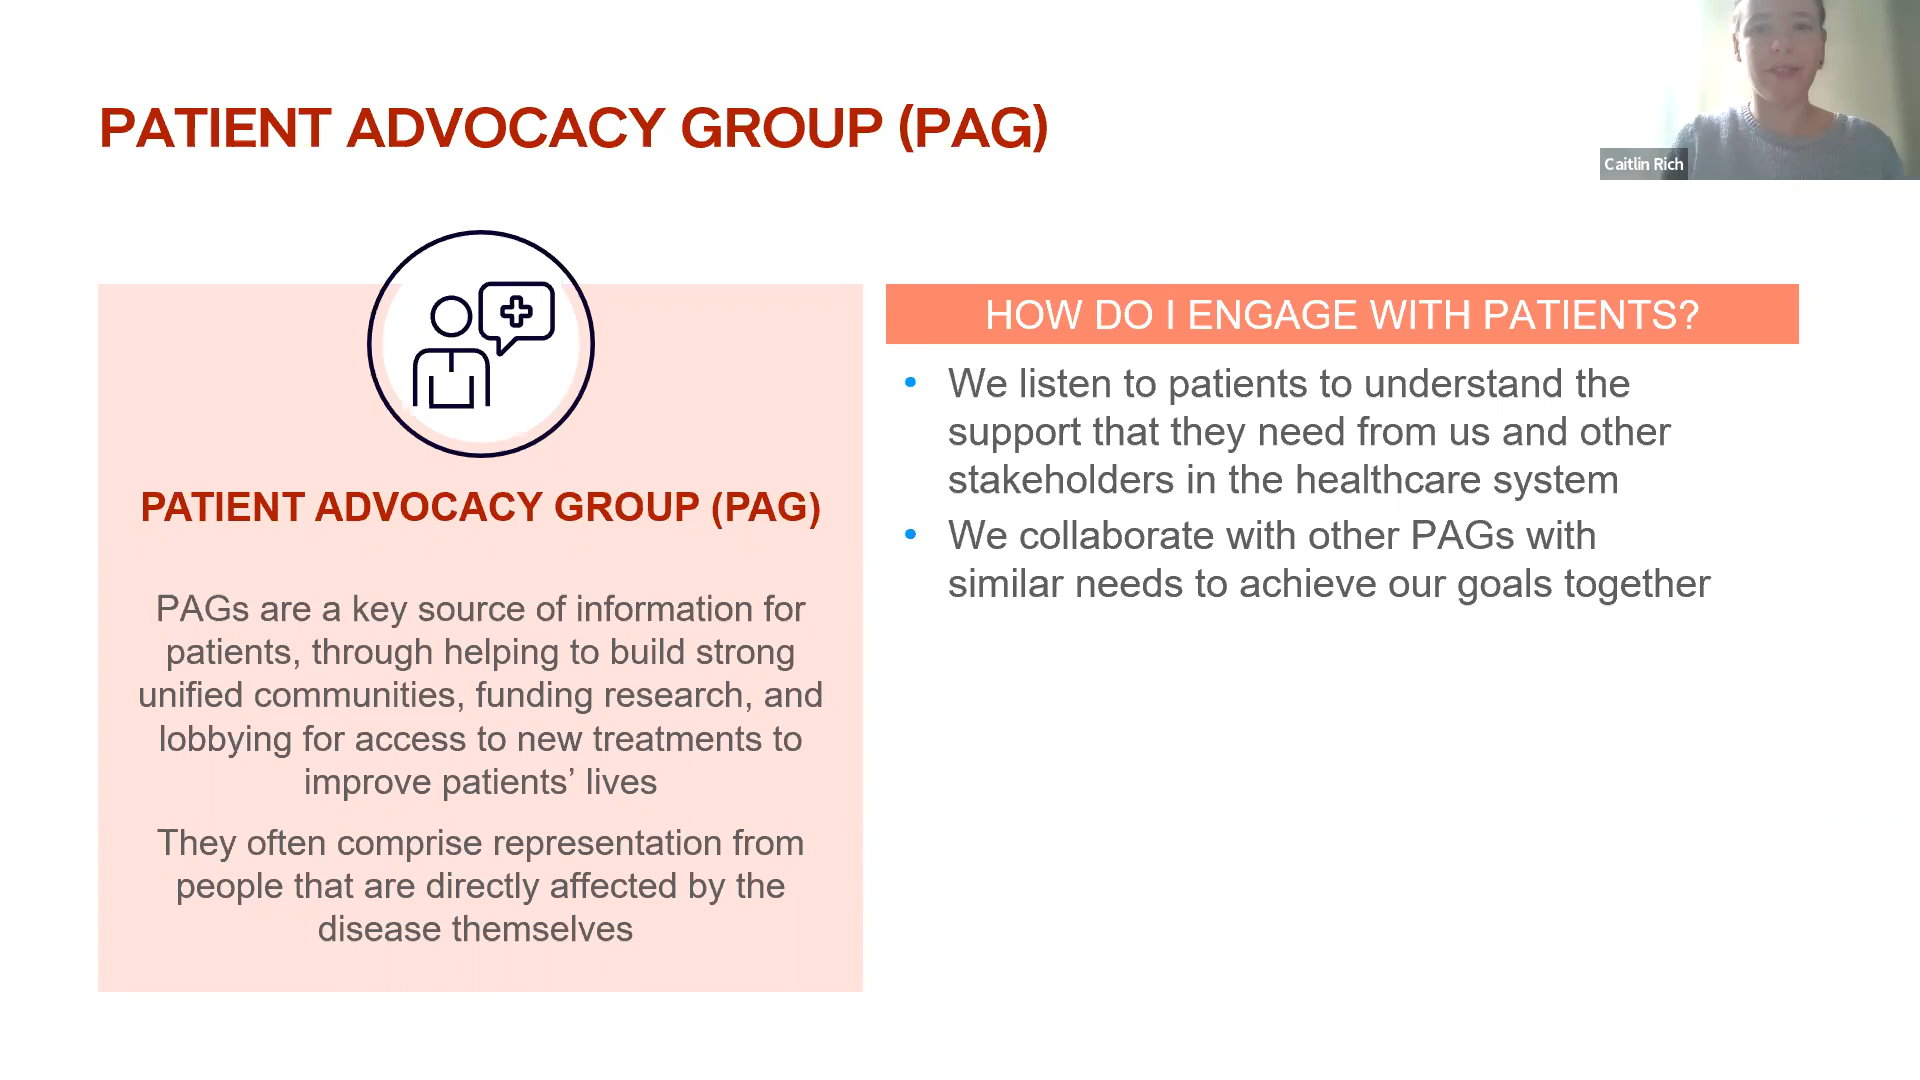 PATIENT ADVOCACY GROUP (PAG)
Caitlin Rich
PATIENT ADVOCACY GROUP (PAG)
PAGs are a key source of information for
patients, through helping to build strong
unified communities, funding research, and
lobbying for access to new treatments to
improve patients’ lives
They often comprise representation from
people that are directly affected by the
disease themselves
HOW DO I ENGAGE WITH PATIENTS?
• We listen to patients to understand the
support that they need from us and other
stakeholders in the healthcare system
• We collaborate with other PAGs with
similar needs to achieve our goals together